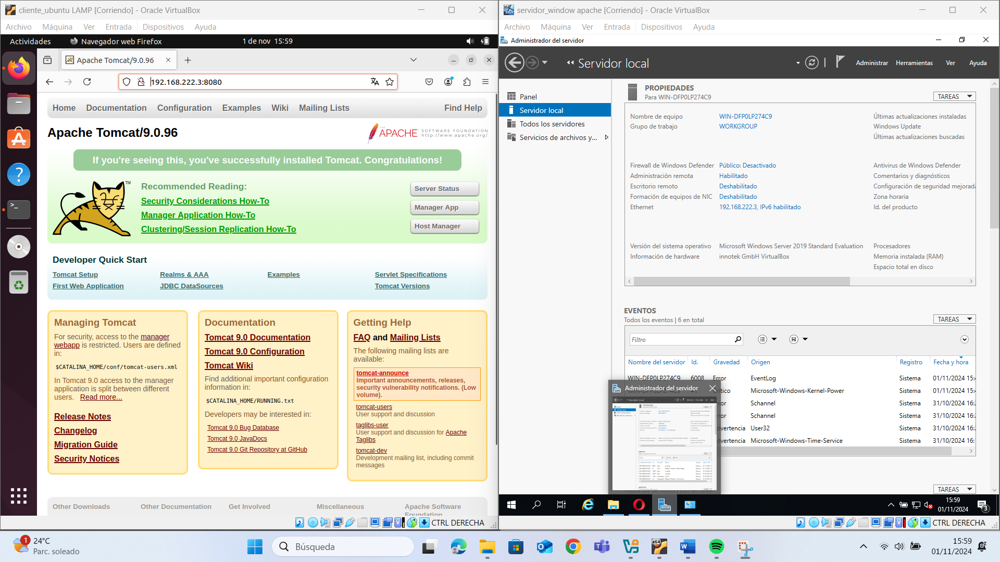 cliente_ubuntu LAMP [Corriendo] - Oracle VirtualBox
Archivo Máquina Ver Entrada Dispositivos Ayuda
Actividades Navegador web Firefox 1 de nov 15:59
Apache Tomcat/9.0.96
192.168.222.3:8080
Home Documentation Configuration Examples Wiki Mailing Lists Find Help
Apache Tomcat/9.0.96
THE APACHE SOFTWARE FOUNDATION
http://www.apache.org/
If you're seeing this, you've successfully installed Tomcat. Congratulations!
TM
Recommended Reading:
Security Considerations How-To
Manager Application How-To
Clustering/Session Replication How-To
Server Status
Manager App
Host Manager
Developer Quick Start
Tomcat Setup
First Web Application
Realms & AAA
JDBC DataSources
Examples
Servlet Specifications
Tomcat Versions
Managing Tomcat
For security, access to the manager
webapp is restricted. Users are defined
in:
$CATALINA_HOME/conf/tomcat-users.xml
In Tomcat 9.0 access to the manager
application is split between different
users. Read more...
Release Notes
Changelog
Migration Guide
Security Notices
Documentation
Tomcat 9.0 Documentation
Tomcat 9.0 Configuration
Tomcat Wiki
Find additional important configuration
information in:
$CATALINA_HOME/RUNNING.txt
Developers may be interested in:
Tomcat 9.0 Bug Database
Tomcat 9.0 JavaDocs
Tomcat 9.0 Git Repository at GitHub
Getting Help
FAQ and Mailing Lists
The following mailing lists are
available:
tomcat-announce
Important announcements, releases,
security vulnerability notifications. (Low
volume).
tomcat-users
User support and discussion
taglibs-user
User support and discussion for Apache
Taglibs
tomcat-dev
Development mailing list, including commit
messages
Other Downloads Other Documentation Get Involved Miscellaneous Apache Software
Foundation
CTRL DERECHA
servidor_window apache [Corriendo] - Oracle VirtualBox
Archivo Máquina Ver Entrada Dispositivos Ayuda
Administrador del servidor
Servidor local
Administrar Herramientas Ver Ayuda
Panel
Servidor local
Todos los servidores
Servicios de archivos y...
PROPIEDADES
Para WIN-DFP0LP274C9
TAREAS
Nombre de equipo WIN-DFP0LP274C9 Últimas actualizaciones instaladas
Grupo de trabajo WORKGROUP Windows Update
Últimas actualizaciones buscadas
Firewall de Windows Defender Público: Desactivado Antivirus de Windows Defender
Administración remota Habilitado Comentarios y diagnósticos
Escritorio remoto Deshabilitado Configuración de seguridad mejorada
Formación de equipos de NIC Deshabilitado Zona horaria
Ethernet 192.168.222.3, IPv6 habilitado Id. del producto
Versión del sistema operativo Microsoft Windows Server 2019 Standard Evaluation Procesadores
Información de hardware innotek GmbH VirtualBox Memoria instalada (RAM)
Espacio total en disco
EVENTOS
Todos los eventos | 6 en total
TAREAS
Filtro
Nombre del servidor Id. Gravedad Origen Registro Fecha y hora
WIN-DFP0LP274C9 6008 Error EventLog Sistema 01/11/2024 15:4
ítico Microsoft-Windows-Kernel-Power Sistema 01/11/2024 15:4
rror Schannel Sistema 31/10/2024 16:2
rror Schannel Sistema 31/10/2024 16:2
dvertencia User32 Sistema 31/10/2024 16:2
dvertencia Microsoft-Windows-Time-Service Sistema 31/10/2024 16:1
Administrador del servidor
TAREAS
15:59
01/11/2024
3
CTRL DERECHA
1
24°C
Parc. soleado
Búsqueda
15:59
01/11/2024